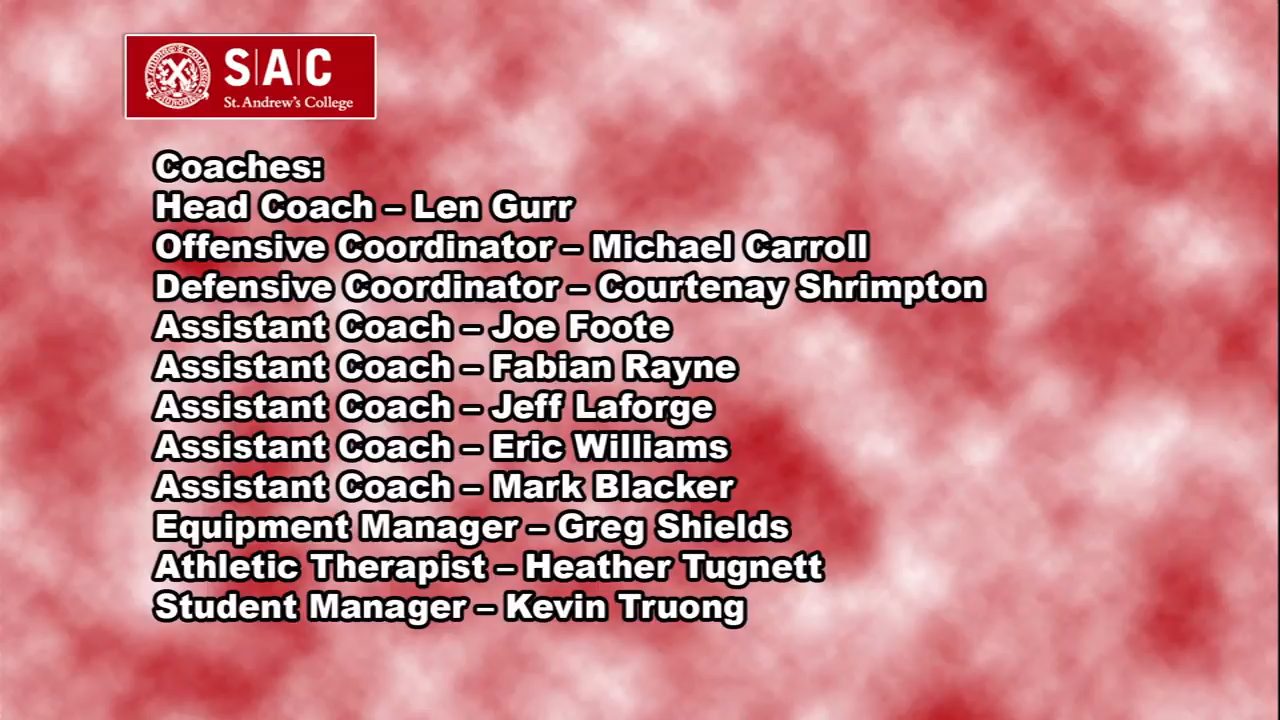 S|A|C
St. Andrew's College
Coaches:
Head Coach – Len Gurr
Offensive Coordinator – Michael Carroll
Defensive Coordinator – Courtenay Shrimpton
Assistant Coach – Joe Foote
Assistant Coach – Fabian Rayne
Assistant Coach – Jeff Laforge
Assistant Coach – Eric Williams
Assistant Coach – Mark Blacker
Equipment Manager – Greg Shields
Athletic Therapist – Heather Tugnett
Student Manager – Kevin Truong